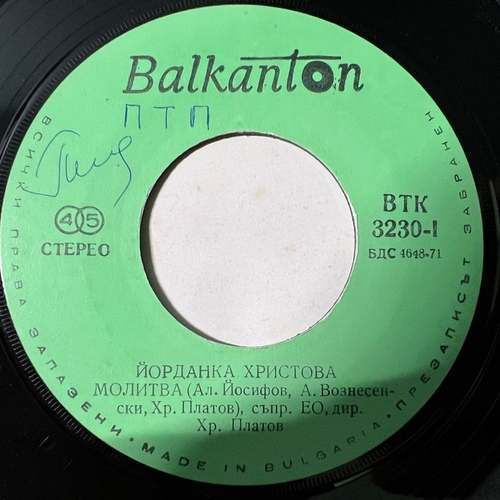 Balkanton
ПТП
45
СТЕРЕО
ВТК
3230-I
БДС 4648-71
ЙОРДАНКА ХРИСТОВА
МОЛИТВА (Ал. Йосифов, А. Вознесен-
ски, Хр. Платов), съпр. ЕО, дир.
Хр. Платов
ВСИЧКИ ПРАВА ЗАПАЗЕНИ • MADE IN BULGARIA • ПРЕЗАПИСЪТ ЗАБРАНЕН